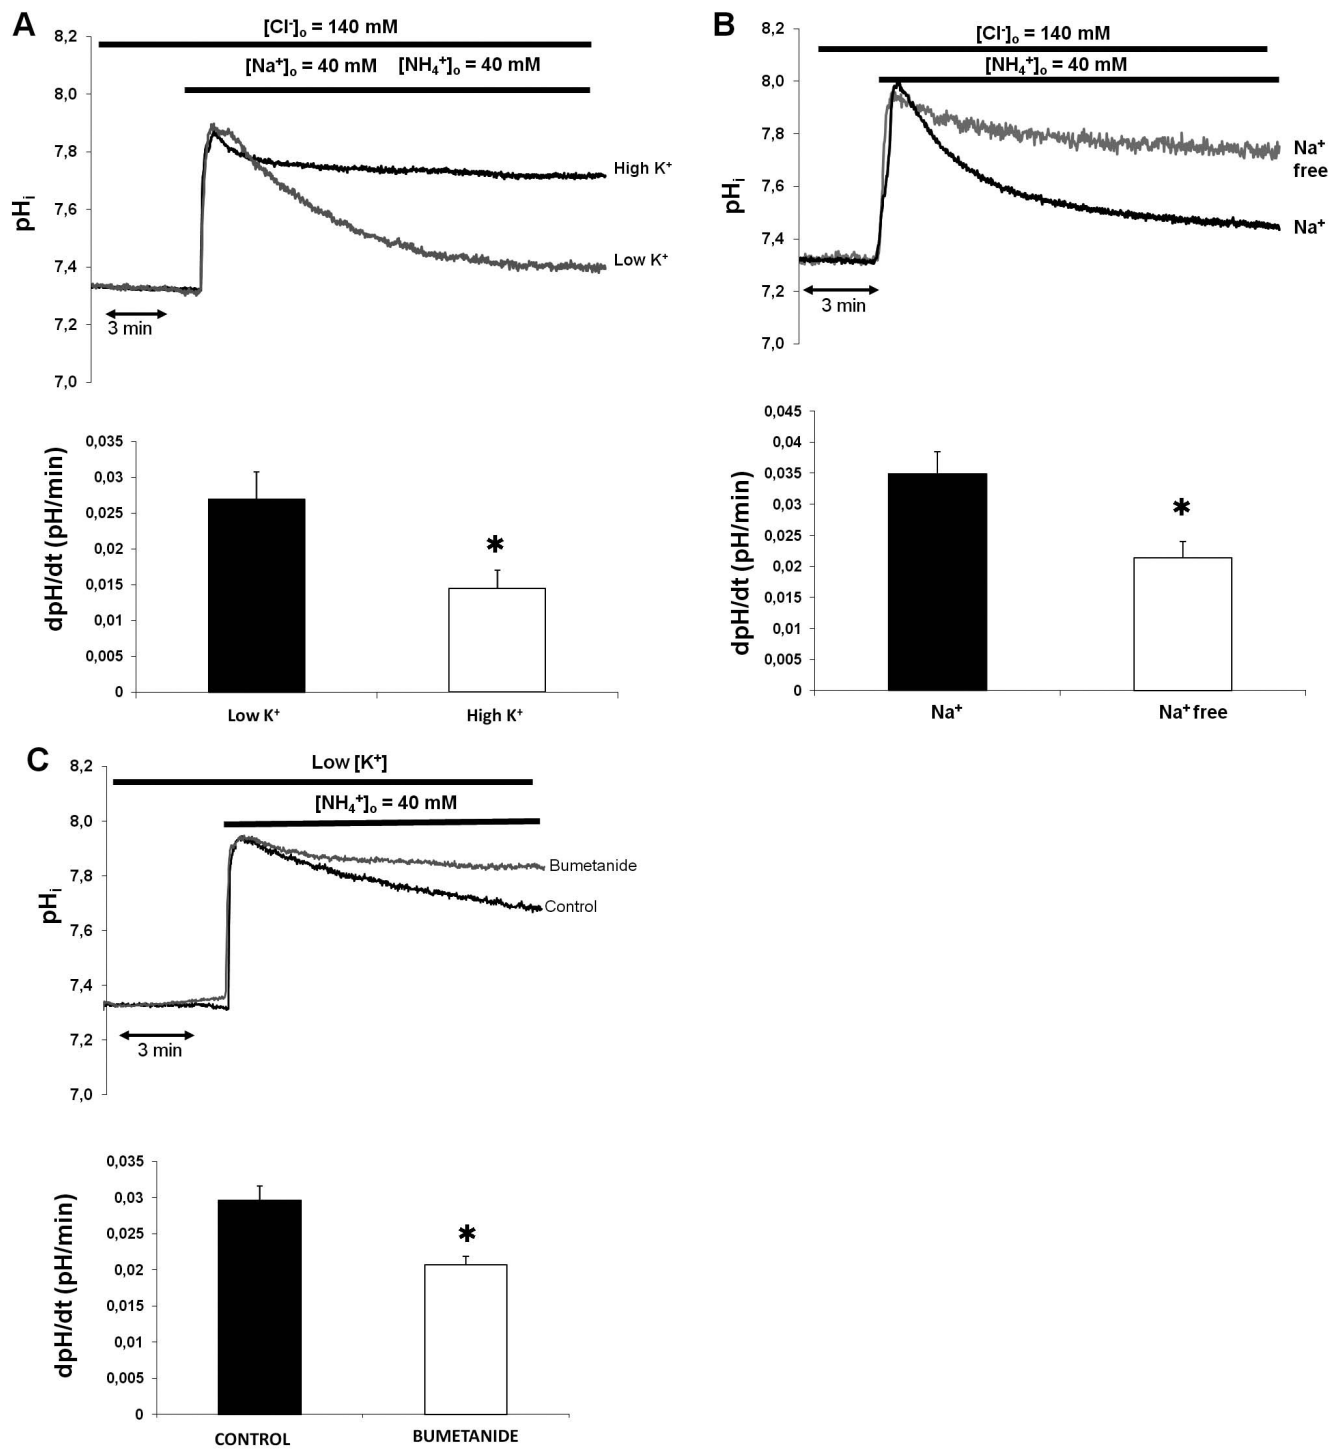 A
[Cl⁻]ₒ = 140 mM
[Na⁺]ₒ = 40 mM [NH₄⁺]ₒ = 40 mM
8,2
8,0
7,8
7,6
7,4
7,2
7,0
pHᵢ
High K⁺
Low K⁺
3 min
0,035
0,03
0,025
0,02
0,015
0,01
0,005
0
dpH/dt (pH/min)
*
Low K⁺
High K⁺
B
[Cl⁻]ₒ = 140 mM
[NH₄⁺]ₒ = 40 mM
8,2
8,0
7,8
7,6
7,4
7,2
7,0
pHᵢ
Na⁺
free
Na⁺
3 min
0,045
0,04
0,035
0,03
0,025
0,02
0,015
0,01
0,005
0
dpH/dt (pH/min)
*
Na⁺
Na⁺ free
C
Low [K⁺]
[NH₄⁺]ₒ = 40 mM
8,2
8,0
7,8
7,6
7,4
7,2
7,0
pHᵢ
Bumetanide
Control
3 min
0,035
0,03
0,025
0,02
0,015
0,01
0,005
0
dpH/dt (pH/min)
*
CONTROL
BUMETANIDE